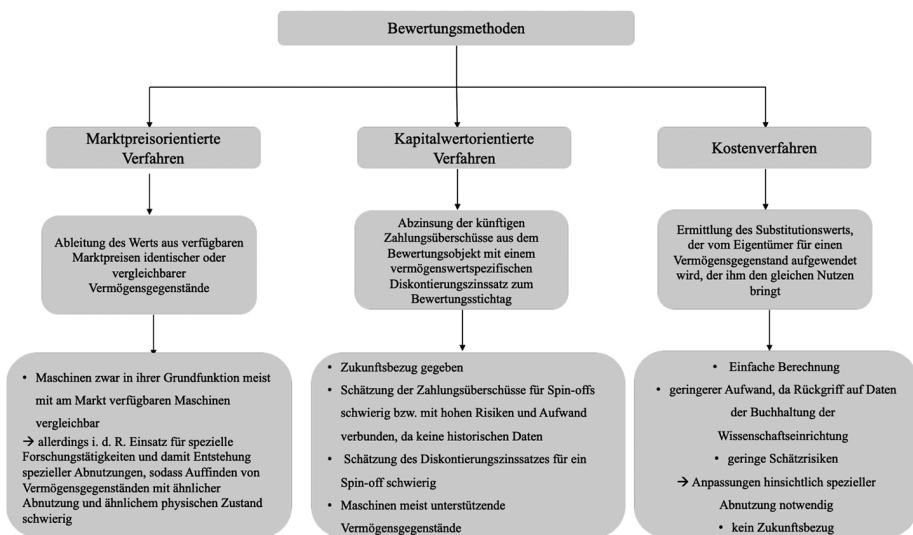 Bewertungsmethoden
Marktpreisorientierte
Verfahren
Kapitalwertorientierte
Verfahren
Kostenverfahren
Ableitung des Werts aus verfügbaren
Marktpreisen identischer oder
vergleichbarer
Vermögensgegenstände
Abzinsung der künftigen
Zahlungsüberschüsse aus dem
Bewertungsobjekt mit einem
vermögenswertspezifischen
Diskontierungszinssatz zum
Bewertungsstichtag
Ermittlung des Substitutionswerts,
der vom Eigentümer für einen
Vermögensgegenstand aufgewendet
wird, der ihm den gleichen Nutzen
bringt
• Maschinen zwar in ihrer Grundfunktion meist
mit am Markt verfügbaren Maschinen
vergleichbar
→ allerdings i. d. R. Einsatz für spezielle
Forschungstätigkeiten und damit Entstehung
spezieller Abnutzungen, sodass Auffinden von
Vermögensgegenständen mit ähnlicher
Abnutzung und ähnlichem physischen Zustand
schwierig
• Zukunftsbezug gegeben
• Schätzung der Zahlungsüberschüsse für Spin-offs
schwierig bzw. mit hohen Risiken und Aufwand
verbunden, da keine historischen Daten
• Schätzung des Diskontierungszinssatzes für ein
Spin-off schwierig
• Maschinen meist unterstützende
Vermögensgegenstände
• Einfache Berechnung
• geringerer Aufwand, da Rückgriff auf Daten
der Buchhaltung der
Wissenschaftseinrichtung
• geringe Schätzrisiken
→ Anpassungen hinsichtlich spezieller
Abnutzung notwendig
• kein Zukunftsbezug